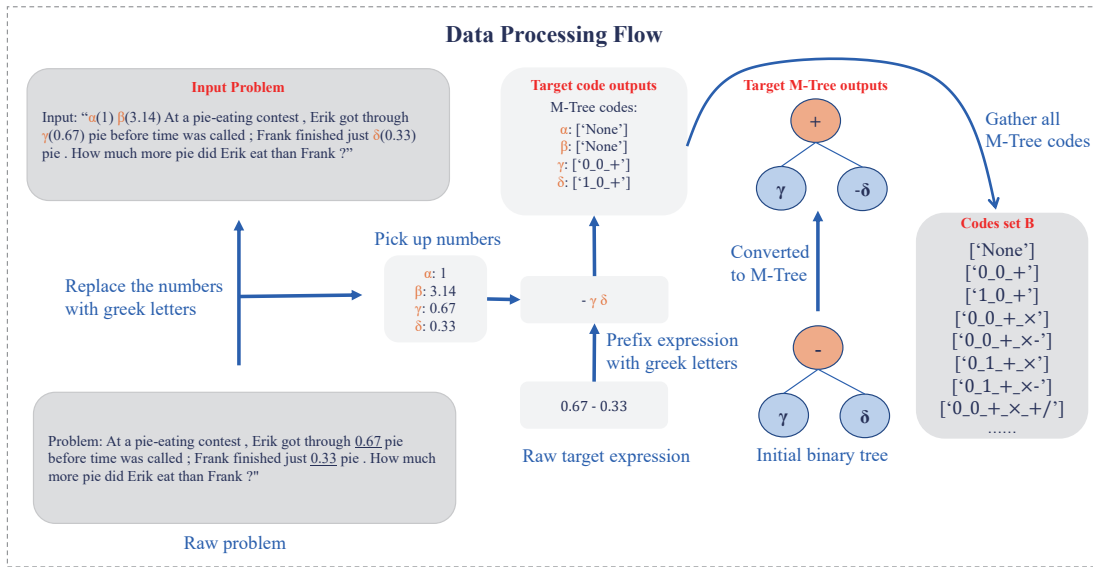 Data Processing Flow
Input Problem
Input: “α(1) β(3.14) At a pie-eating contest , Erik got through
γ(0.67) pie before time was called ; Frank finished just δ(0.33)
pie . How much more pie did Erik eat than Frank ?”
Replace the numbers
with greek letters
Problem: At a pie-eating contest , Erik got through 0.67 pie
before time was called ; Frank finished just 0.33 pie . How much
more pie did Erik eat than Frank ?"
Raw problem
Pick up numbers
α: 1
β: 3.14
γ: 0.67
δ: 0.33
Target code outputs
M-Tree codes:
α: [‘None’]
β: [‘None’]
γ: [‘0_0_+’]
δ: [‘1_0_+’]
- γ δ
Prefix expression
with greek letters
0.67 - 0.33
Raw target expression
Target M-Tree outputs
+
γ
-δ
Converted
to M-Tree
-
γ
δ
Initial binary tree
Gather all
M-Tree codes
Codes set B
[‘None’]
[‘0_0_+’]
[‘1_0_+’]
[‘0_0_+_×’]
[‘0_0_+_×-’]
[‘0_1_+_×’]
[‘0_1_+_×-’]
[‘0_0_+_×_+/’]
......